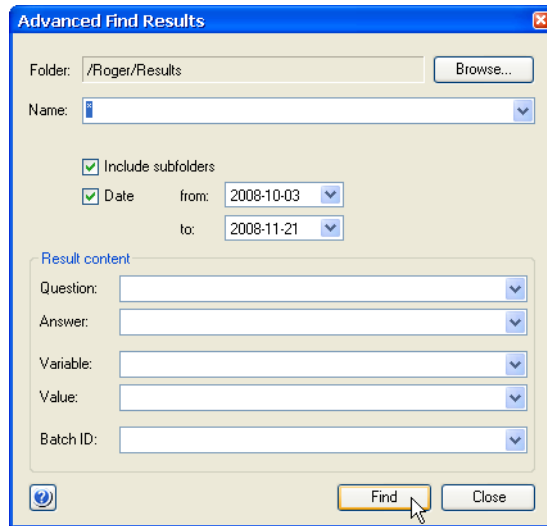 Advanced Find Results
Folder: /Roger/Results Browse...
Name: *
Include subfolders
Date from: 2008-10-03
to: 2008-11-21
Result content
Question:
Answer:
Variable:
Value:
Batch ID:
? Find Close